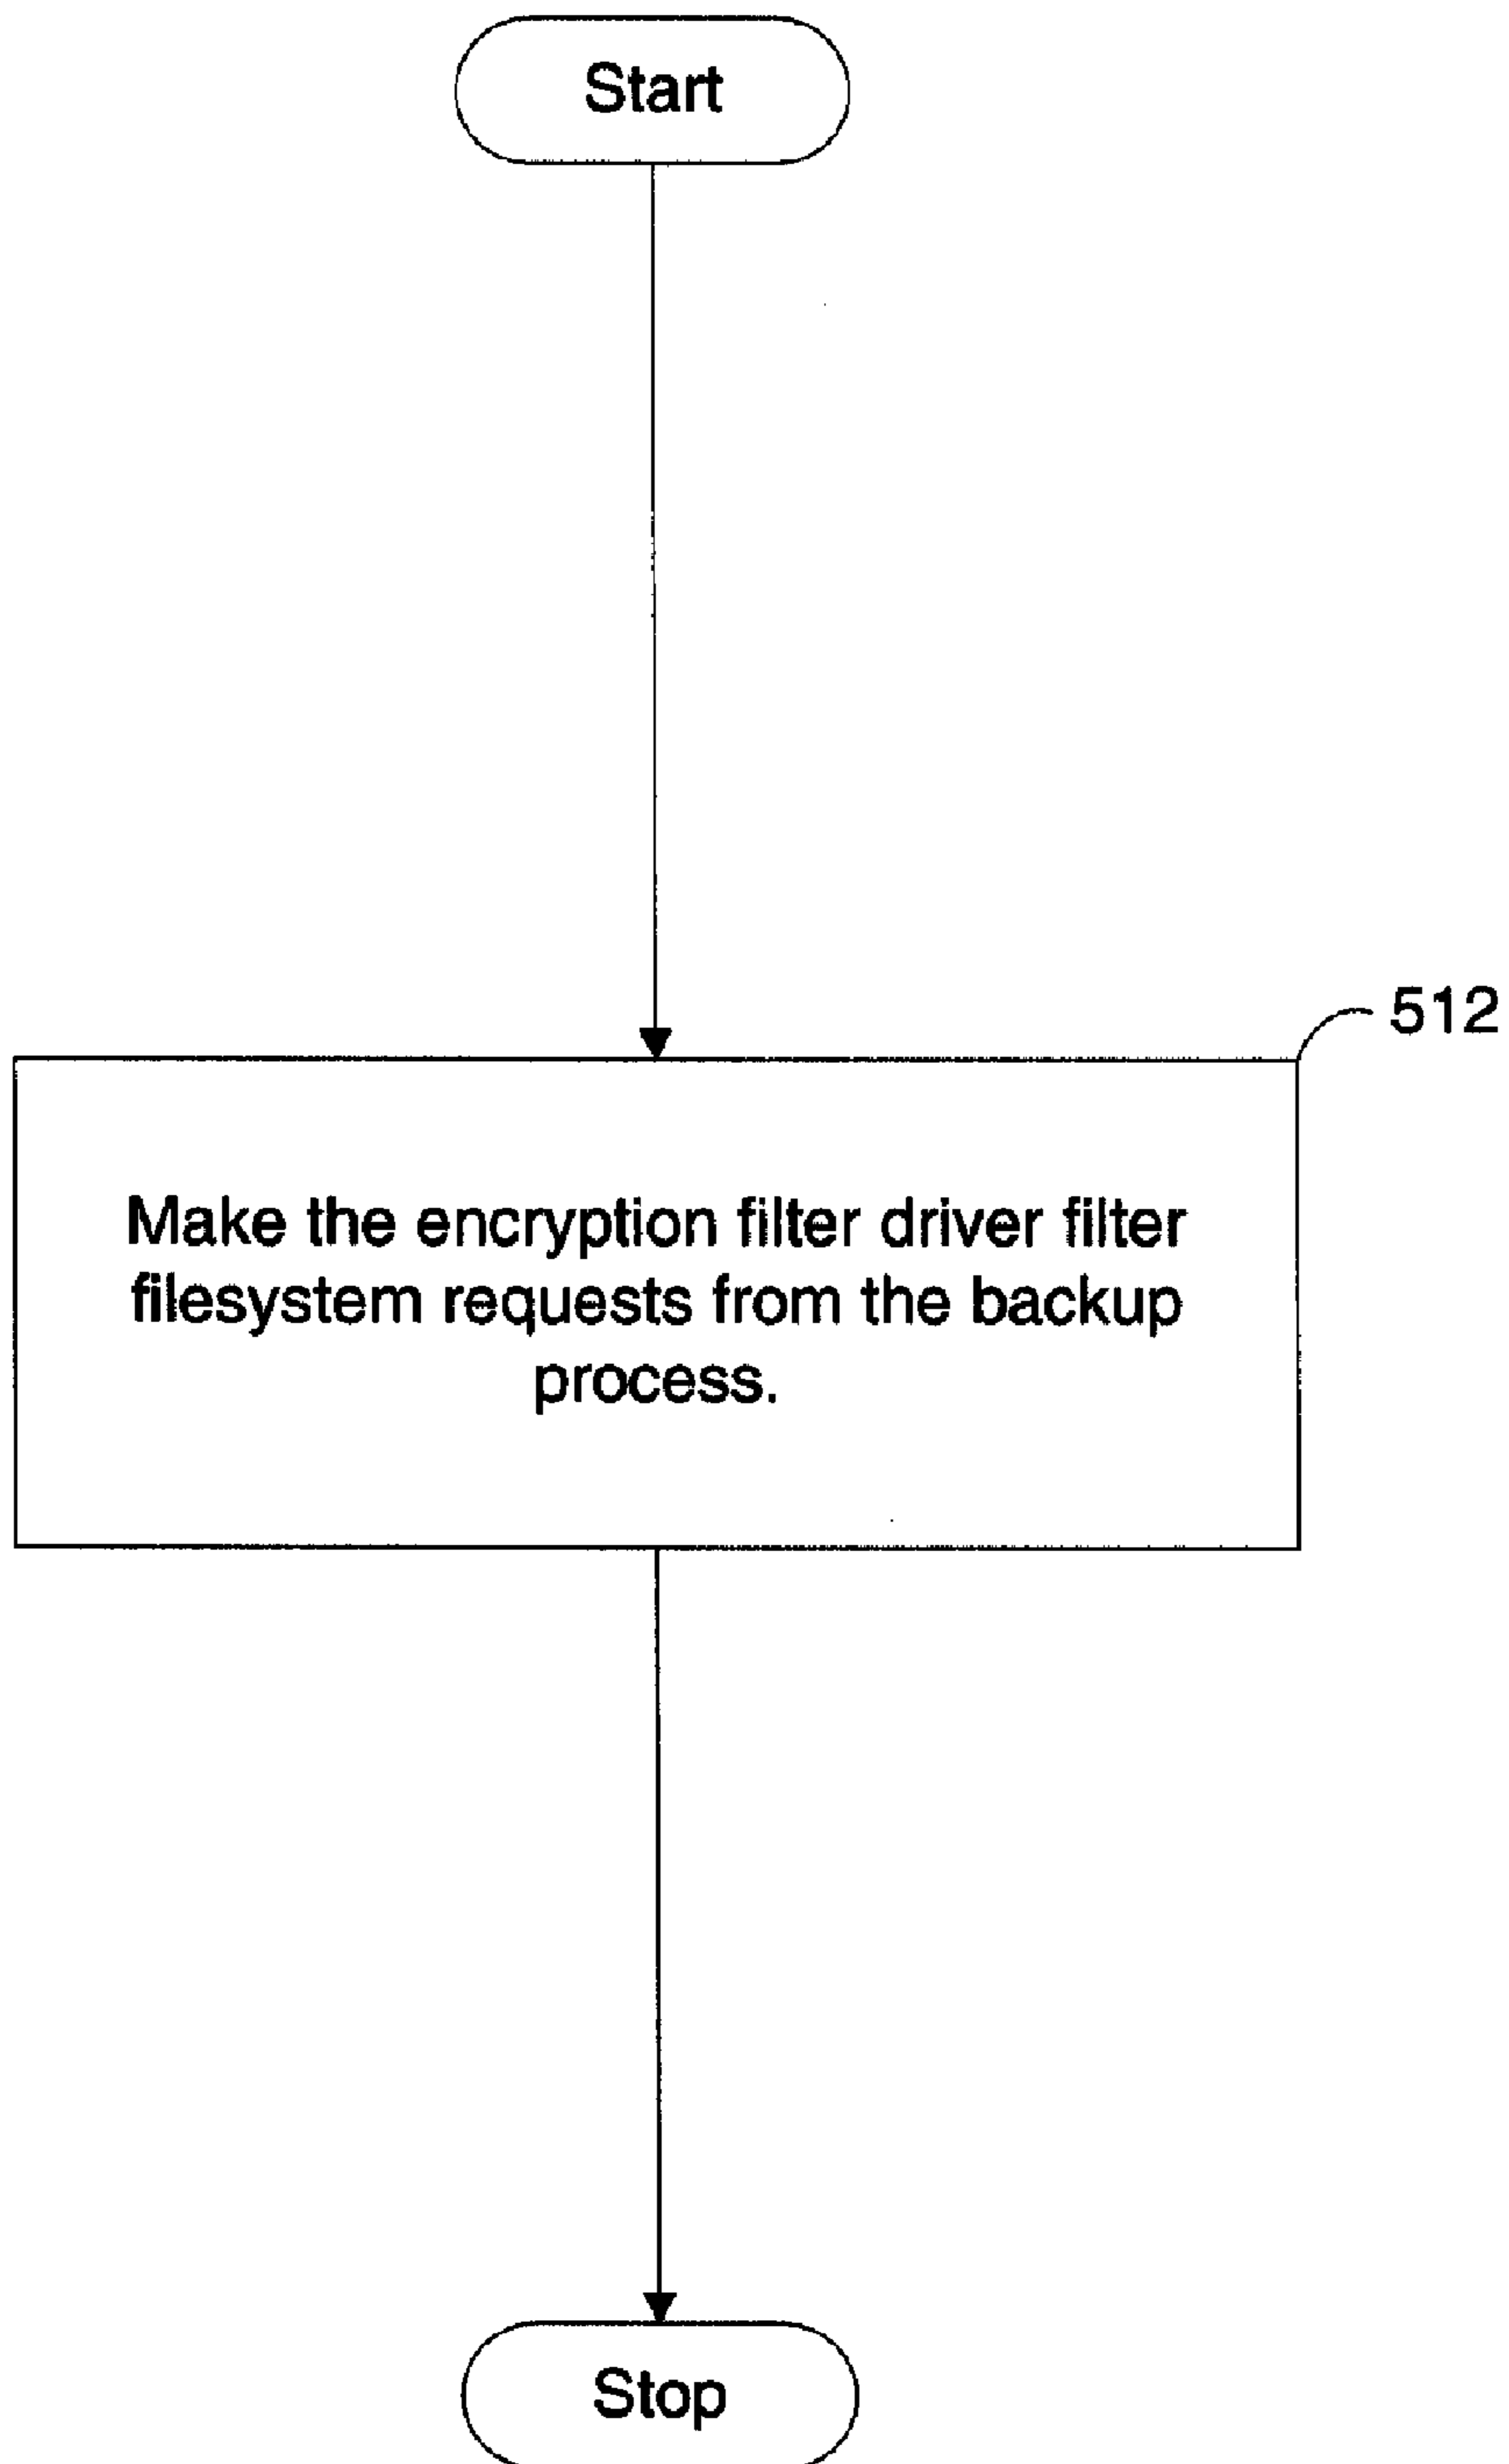 Start
512
Make the encryption filter driver filter
filesystem requests from the backup
process.
Stop